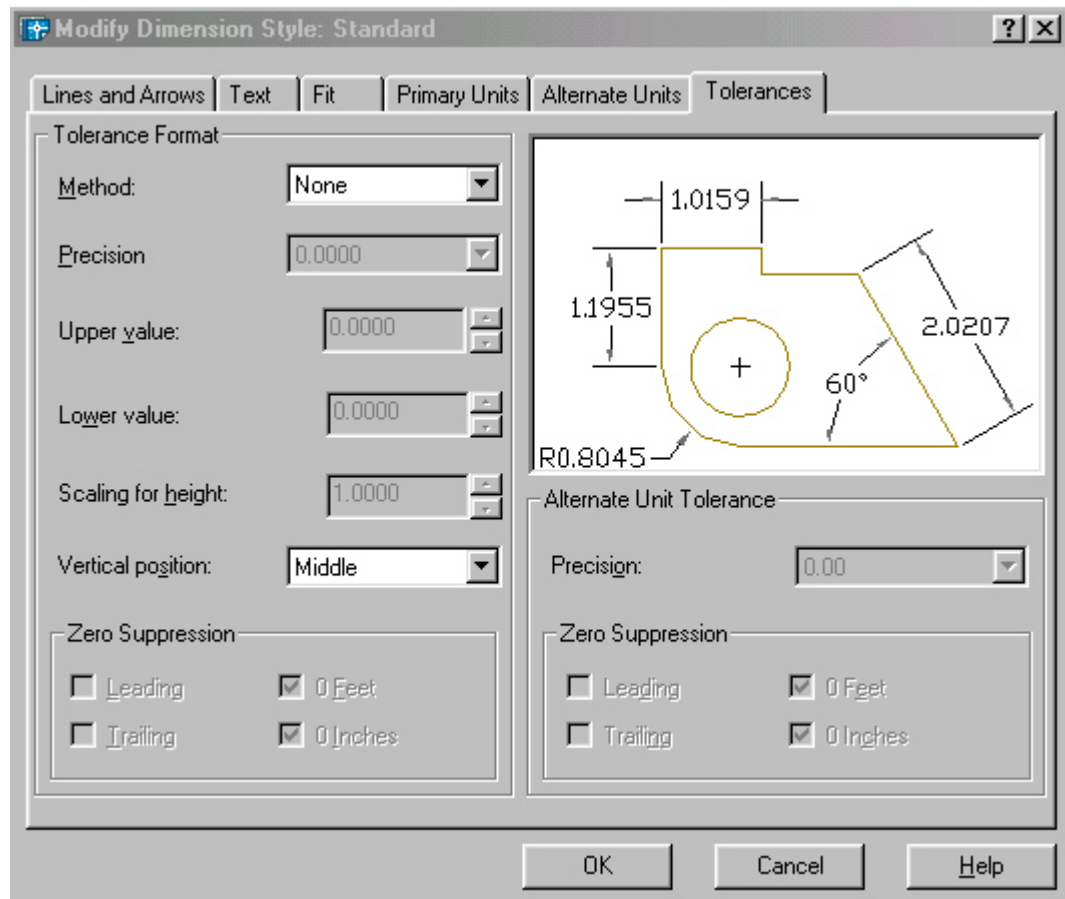 Modify Dimension Style: Standard
Lines and Arrows Text Fit Primary Units Alternate Units Tolerances
Tolerance Format
Method: None
Precision 0.0000
Upper value: 0.0000
Lower value: 0.0000
Scaling for height: 1.0000
Vertical position: Middle
Zero Suppression
Leading 0 Feet
Trailing 0 Inches
1.0159
1.1955
2.0207
60°
R0.8045
Alternate Unit Tolerance
Precision: 0.00
Zero Suppression
Leading 0 Feet
Trailing 0 Inches
OK Cancel Help